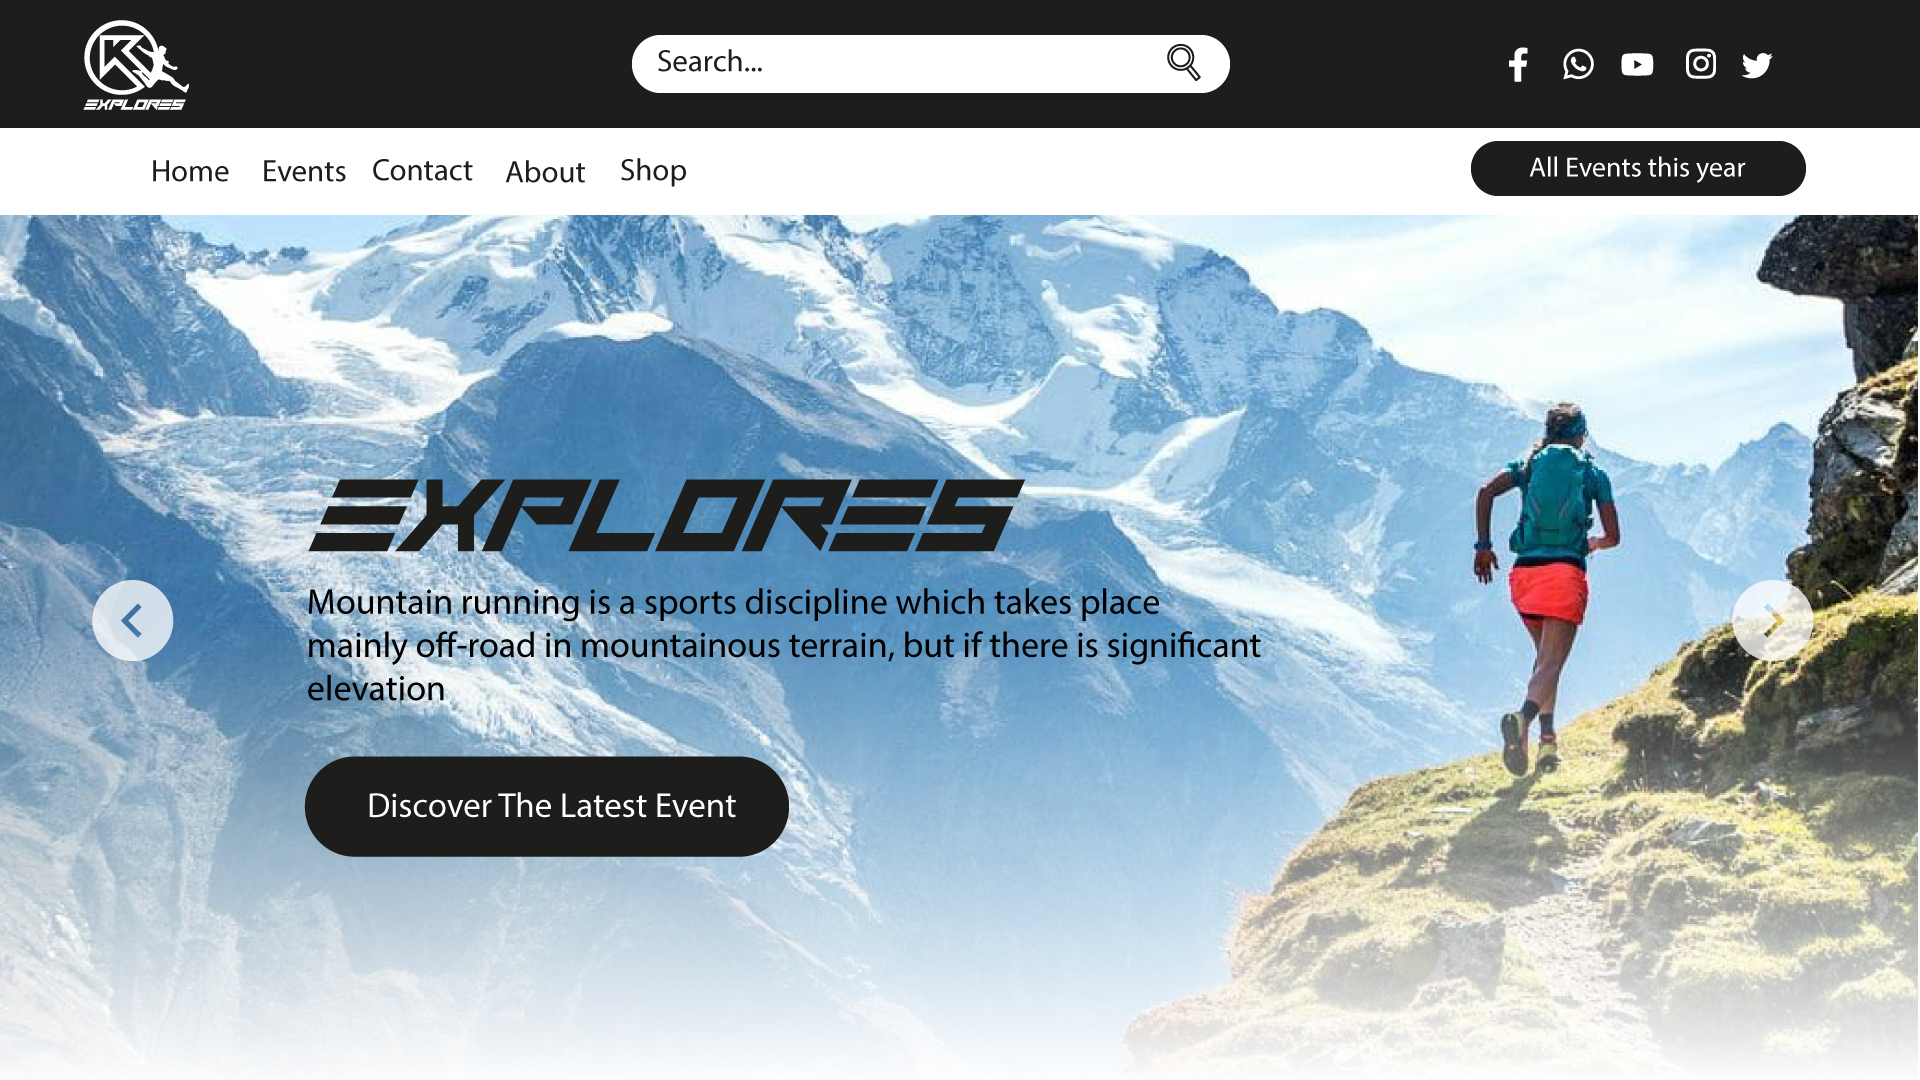 K
EXPLORES
Search...
Home Events Contact About Shop
All Events this year
EXPLORES
Mountain running is a sports discipline which takes place
mainly off-road in mountainous terrain, but if there is significant
elevation
Discover The Latest Event